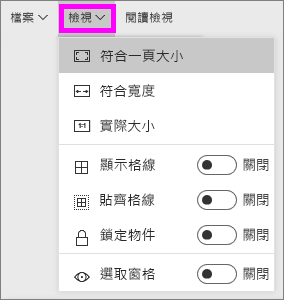 檔案 檢視 閱讀檢視
符合一頁大小
符合寬度
1:1 實際大小
顯示格線 關閉
貼齊格線 關閉
鎖定物件 關閉
選取窗格 關閉